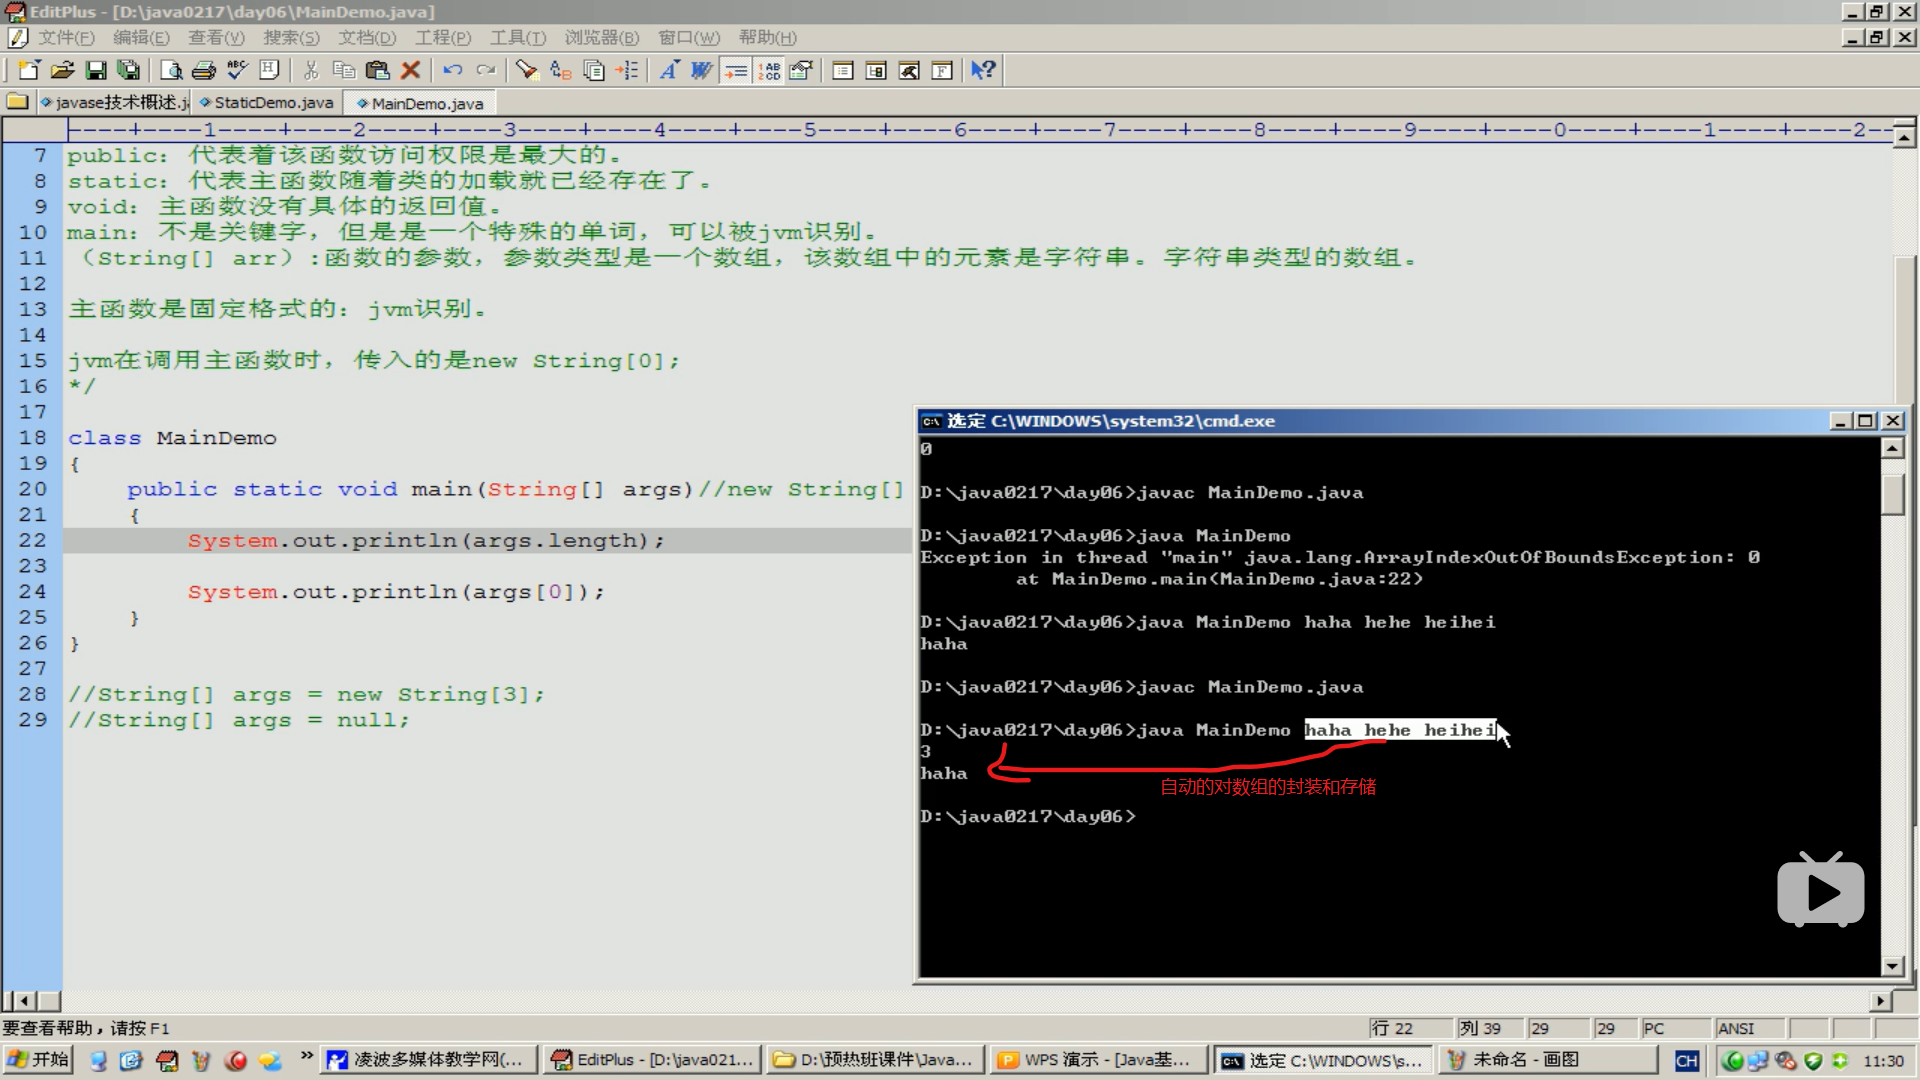 EditPlus - [D:\java0217\day06\MainDemo.java]
文件(F) 编辑(E) 查看(V) 搜索(S) 文档(D) 工程(P) 工具(T) 浏览器(B) 窗口(W) 帮助(H)
javase技术概述.j StaticDemo.java MainDemo.java
----+----1----+----2----+----3----+----4----+----5----+----6----+----7----+----8----+----9----+----0----+----1----+----2--
7 public: 代表着该函数访问权限是最大的。
8 static: 代表主函数随着类的加载就已经存在了。
9 void: 主函数没有具体的返回值。
10 main: 不是关键字，但是是一个特殊的单词，可以被jvm识别。
11 （String[] arr）:函数的参数，参数类型是一个数组，该数组中的元素是字符串。字符串类型的数组。
12
13 主函数是固定格式的: jvm识别。
14
15 jvm在调用主函数时，传入的是new String[0];
16 */
17
18 class MainDemo
19 {
20 public static void main(String[] args)//new String[]
21 {
22 System.out.println(args.length);
23
24 System.out.println(args[0]);
25 }
26 }
27
28 //String[] args = new String[3];
29 //String[] args = null;
选定 C:\WINDOWS\system32\cmd.exe
0
D:\java0217\day06>javac MainDemo.java
D:\java0217\day06>java MainDemo
Exception in thread "main" java.lang.ArrayIndexOutOfBoundsException: 0
at MainDemo.main(MainDemo.java:22)
D:\java0217\day06>java MainDemo haha hehe heihei
haha
D:\java0217\day06>javac MainDemo.java
D:\java0217\day06>java MainDemo haha hehe heihei
3
haha
自动的对数组的封装和存储
D:\java0217\day06>
要查看帮助，请按 F1 行 22 列 39 29 29 PC ANSI
开始 » 凌波多媒体教学网(... EditPlus - [D:\java021... D:\预热班课件\Java... WPS 演示 - [Java基... 选定 C:\WINDOWS\s... 未命名 - 画图 CH 11:30